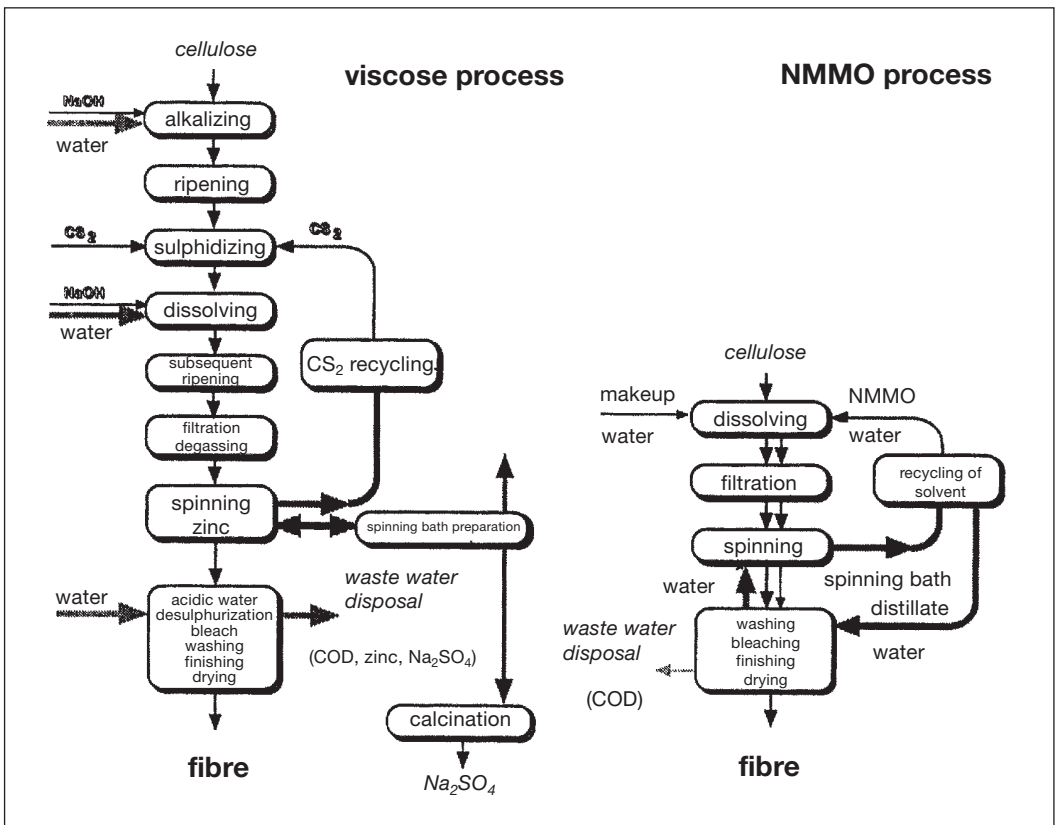 viscose process
cellulose
NaOH
water
alkalizing
ripening
CS₂
CS₂
sulphidizing
NaOH
water
dissolving
subsequent
ripening
CS₂ recycling
filtration
degassing
spinning
zinc
spinning bath preparation
water
acidic water
desulphurization
bleach
washing
finishing
drying
waste water
disposal
(COD, zinc, Na₂SO₄)
calcination
fibre
Na₂SO₄
NMMO process
cellulose
makeup
water
dissolving
NMMO
water
filtration
recycling of
solvent
spinning
water
spinning bath
distillate
water
washing
bleaching
finishing
drying
waste water
disposal
(COD)
fibre